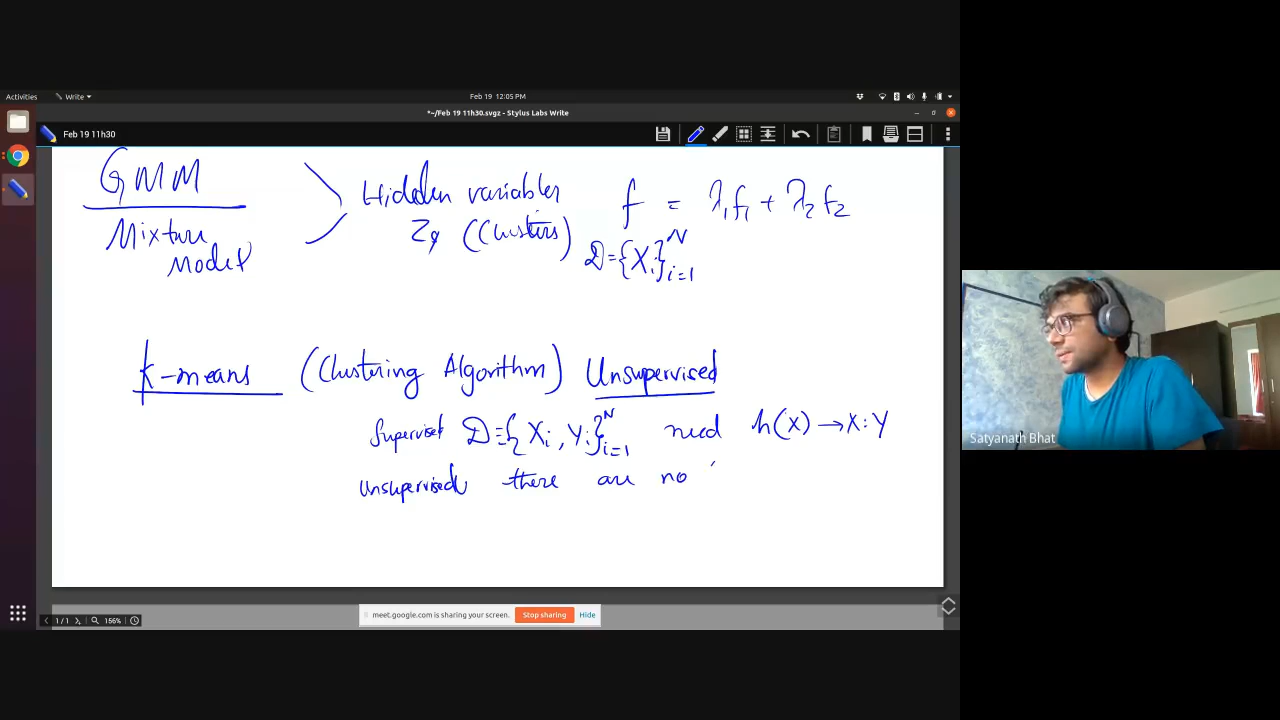 Activities Write Feb 19 12:05 PM
*~/Feb 19 11h30.svgz - Stylus Labs Write
Feb 19 11h30
GMM
Mixture
Model
Hidden variables
(Clusters)
f = λ₁f₁ + λ₂f₂
D={Xᵢ}ᴺᵢ₌₁
K-means (Clustering Algorithm) Unsupervised
Supervised D≡{Xᵢ, Yᵢ}ᴺᵢ₌₁ need h(x) → X:Y
Unsupervised there are no
Satyanath Bhat
meet.google.com is sharing your screen. Stop sharing Hide
1/1 156%